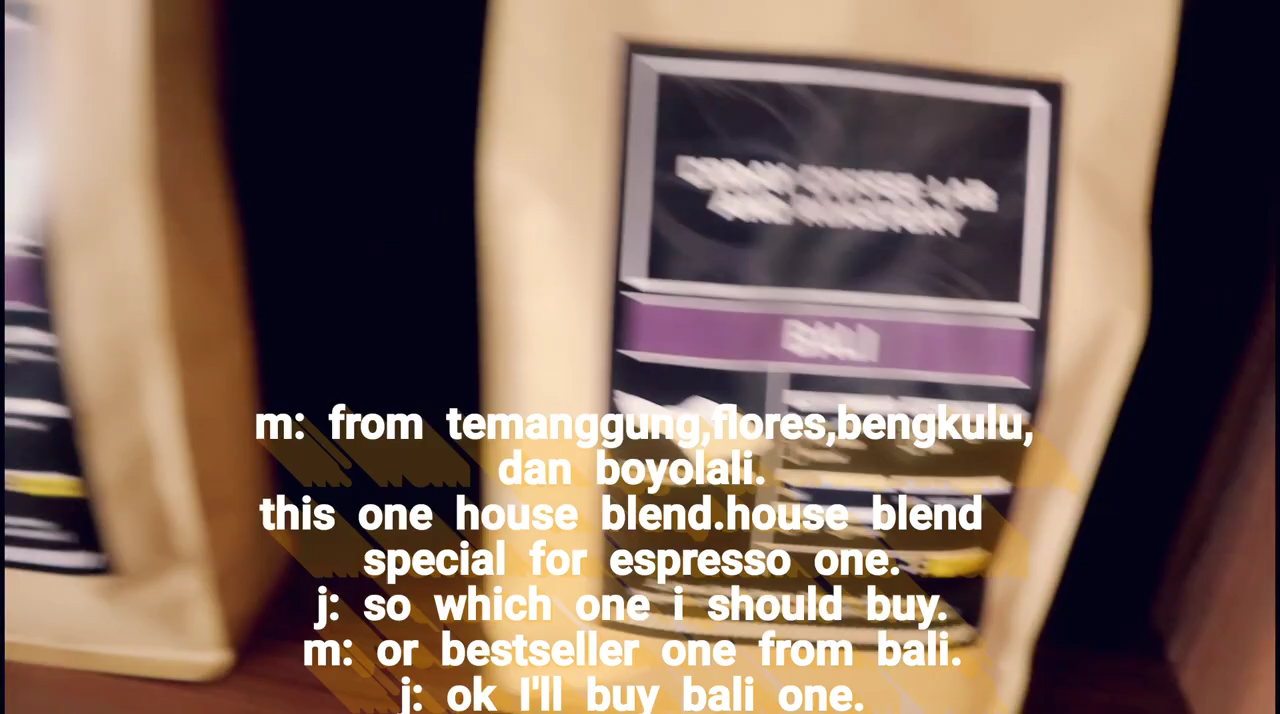 BALI
m: from temanggung,flores,bengkulu,
dan boyolali.
this one house blend.house blend
special for espresso one.
j: so which one i should buy.
m: or bestseller one from bali.
j: ok I'll buy bali one.